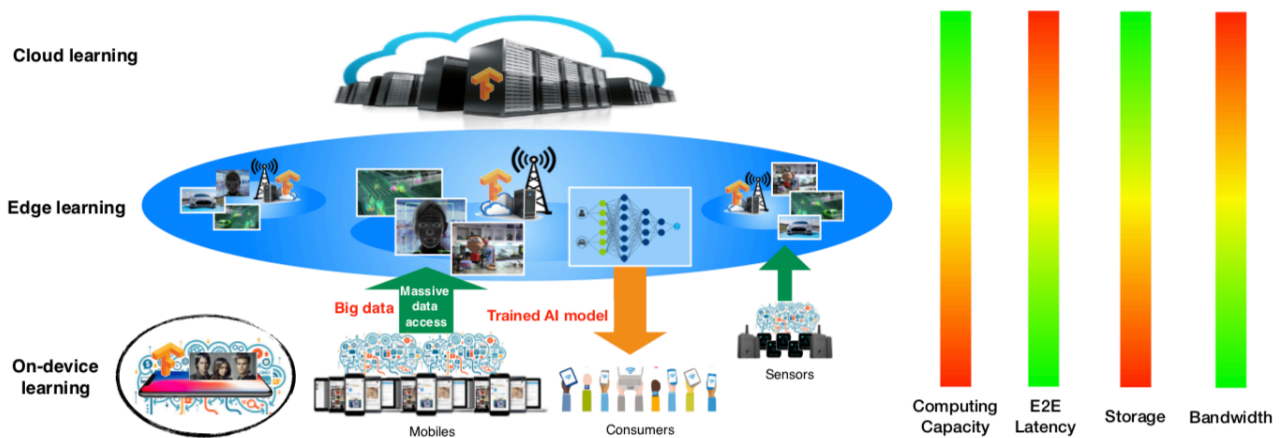 Cloud learning
Edge learning
Big data
Massive
data
access
Trained AI model
On-device
learning
Mobiles
Consumers
Sensors
Computing
Capacity
E2E
Latency
Storage
Bandwidth